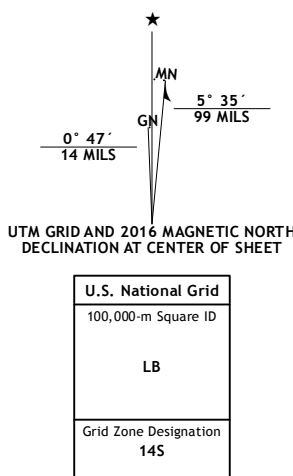 MN
GN
5° 35´
99 MILS
0° 47´
14 MILS
UTM GRID AND 2016 MAGNETIC NORTH
DECLINATION AT CENTER OF SHEET
U.S. National Grid
100,000-m Square ID
LB
Grid Zone Designation
14S